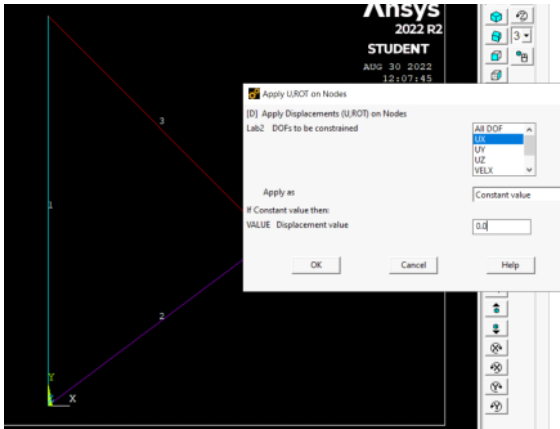 Ansys
2022 R2
STUDENT
AUG 30 2022
12:07:45
3
Apply U,ROT on Nodes
[D] Apply Displacements (U,ROT) on Nodes
Lab2 DOFs to be constrained
All DOF
UX
UY
UZ
VELX
Apply as
Constant value
If Constant value then:
VALUE Displacement value
0.0
OK
Cancel
Help
3
1
2
Y
X